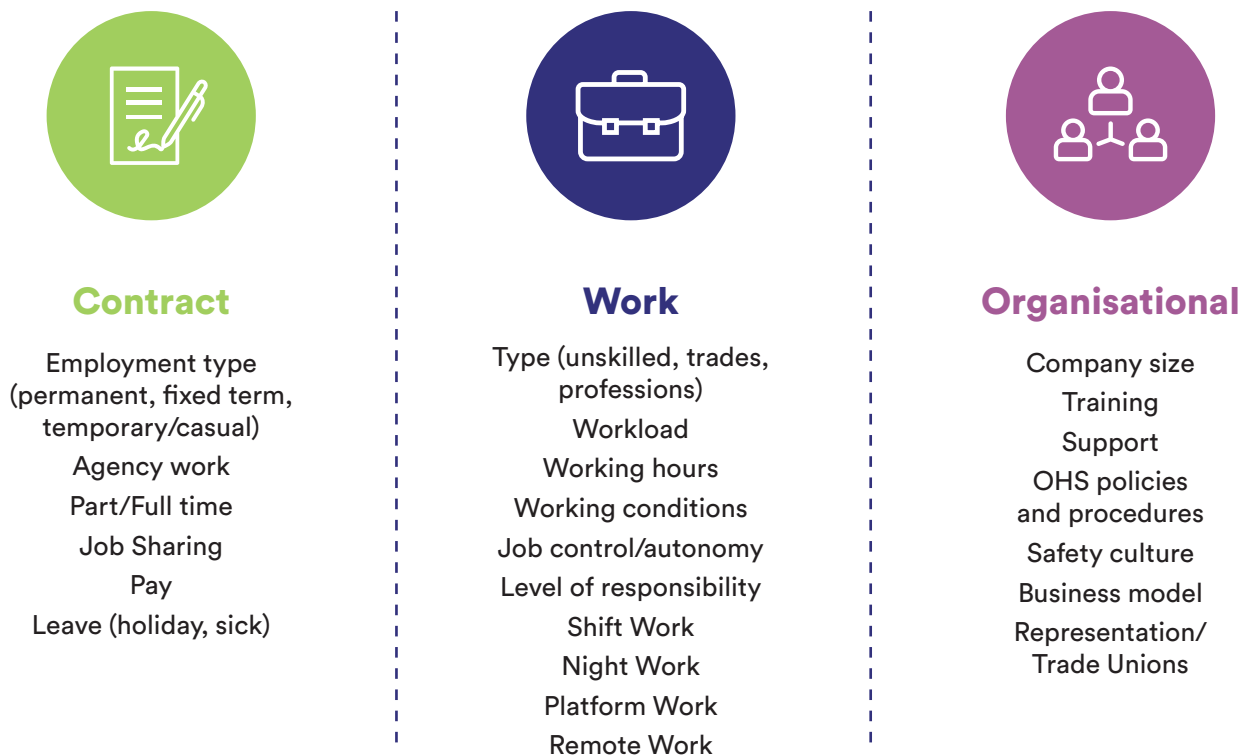 Contract
Employment type
(permanent, fixed term,
temporary/casual)
Agency work
Part/Full time
Job Sharing
Pay
Leave (holiday, sick)
Work
Type (unskilled, trades,
professions)
Workload
Working hours
Working conditions
Job control/autonomy
Level of responsibility
Shift Work
Night Work
Platform Work
Remote Work
Organisational
Company size
Training
Support
OHS policies
and procedures
Safety culture
Business model
Representation/
Trade Unions